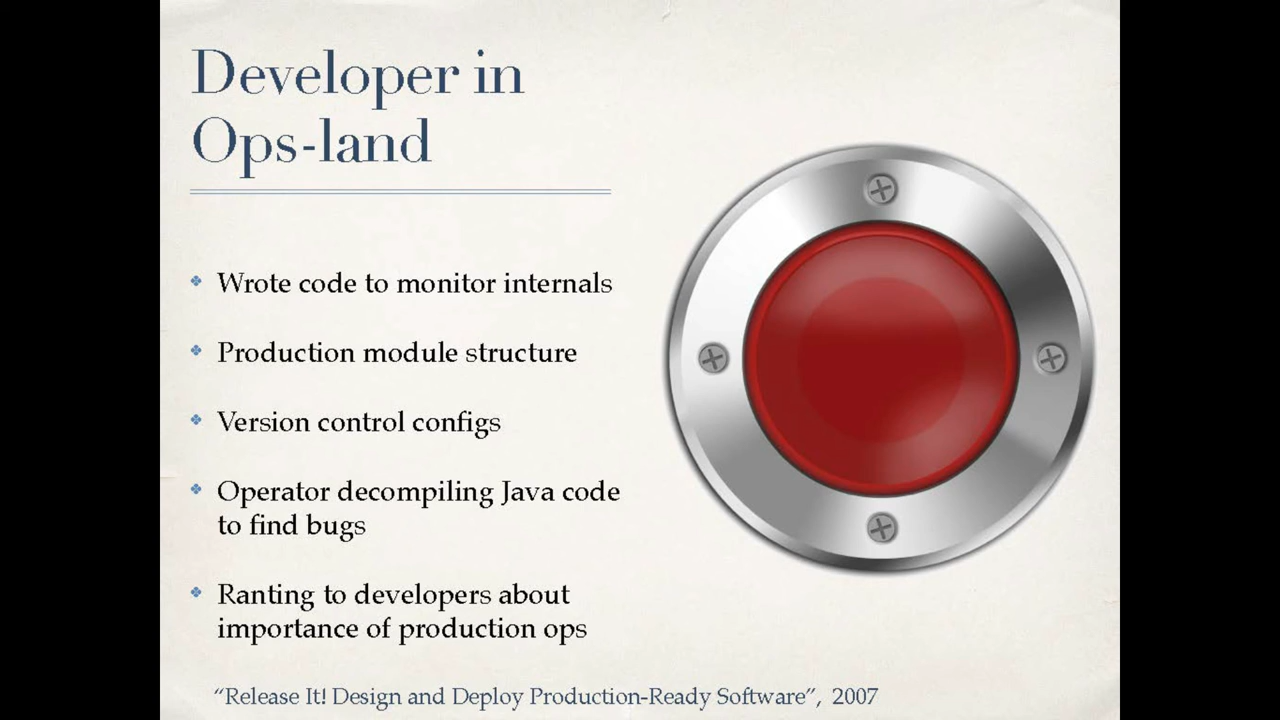 Developer in
Ops-land
Wrote code to monitor internals
Production module structure
Version control configs
Operator decompiling Java code
to find bugs
Ranting to developers about
importance of production ops
“Release It! Design and Deploy Production-Ready Software”, 2007